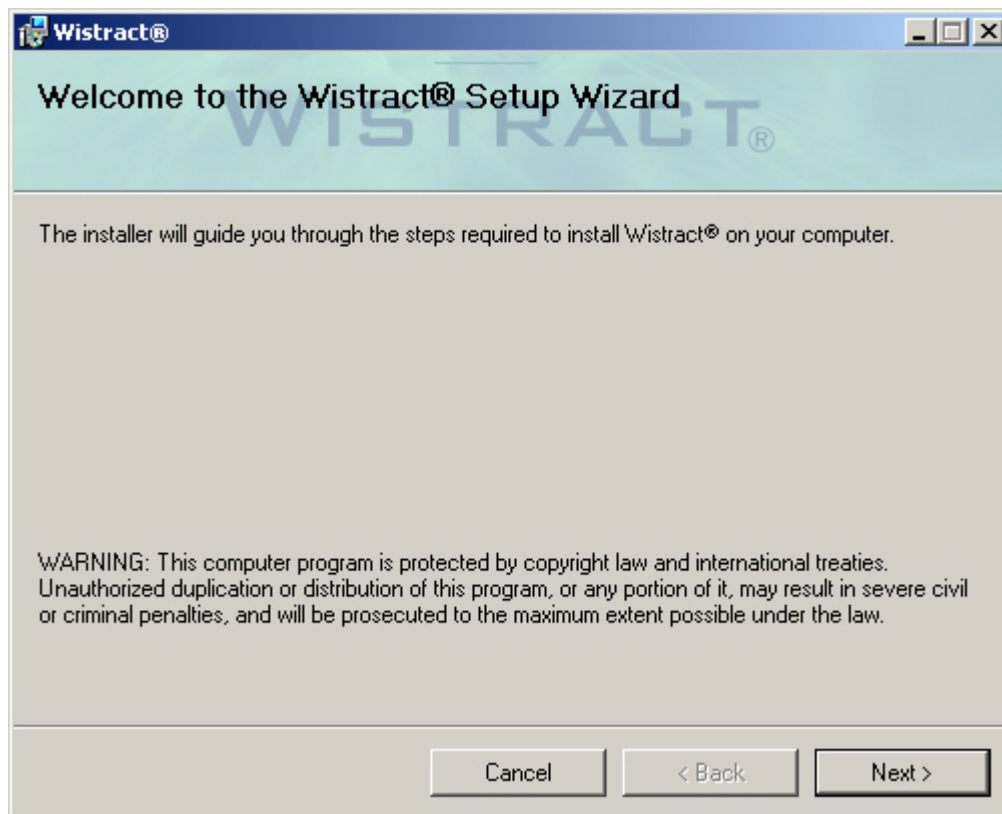 Wistract®
Welcome to the Wistract® Setup Wizard
WISTRACT®
The installer will guide you through the steps required to install Wistract® on your computer.
WARNING: This computer program is protected by copyright law and international treaties.
Unauthorized duplication or distribution of this program, or any portion of it, may result in severe civil
or criminal penalties, and will be prosecuted to the maximum extent possible under the law.
Cancel
< Back
Next >